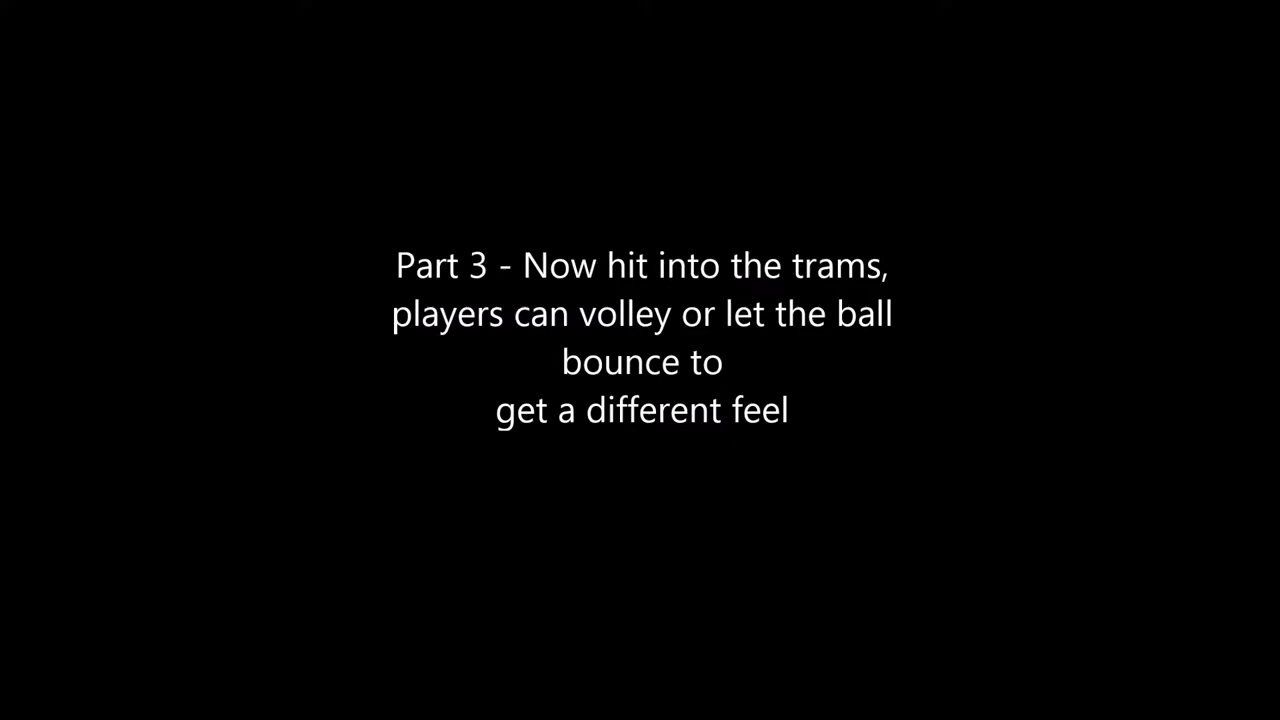 Part 3 - Now hit into the trams,
players can volley or let the ball
bounce to
get a different feel